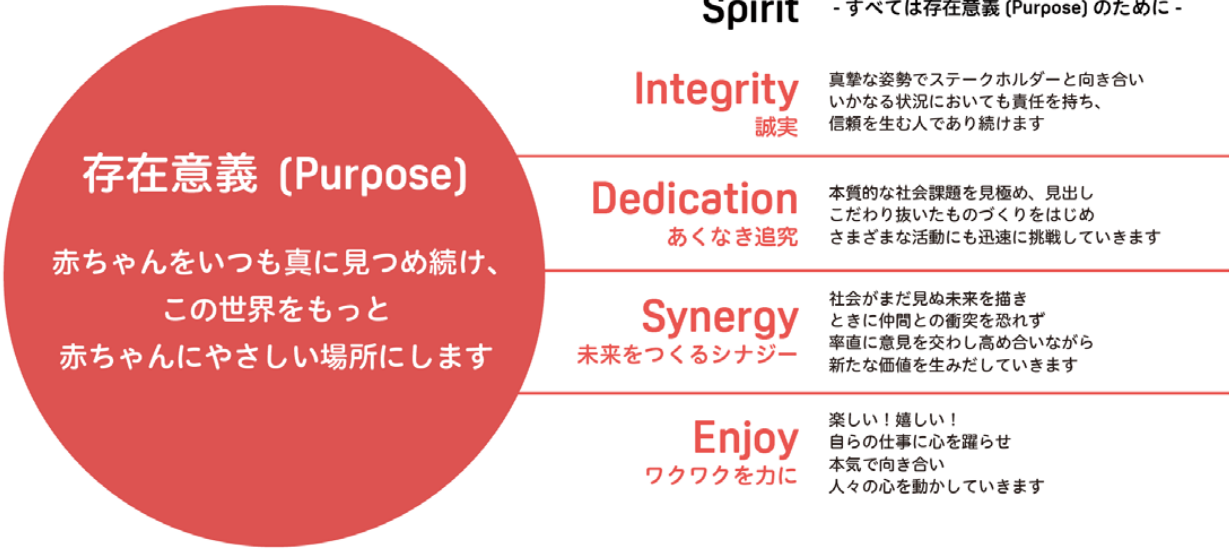 存在意義 (Purpose)
赤ちゃんをいつも真に見つめ続け、
この世界をもっと
赤ちゃんにやさしい場所にします
Spirit - すべては存在意義 (Purpose) のために -
Integrity
誠実
真摯な姿勢でステークホルダーと向き合い
いかなる状況においても責任を持ち、
信頼を生む人であり続けます
Dedication
あくなき追究
本質的な社会課題を見極め、見出し
こだわり抜いたものづくりをはじめ
さまざまな活動にも迅速に挑戦していきます
Synergy
未来をつくるシナジー
社会がまだ見ぬ未来を描き
ときに仲間との衝突を恐れず
率直に意見を交わし高め合いながら
新たな価値を生みだしていきます
Enjoy
ワクワクを力に
楽しい！嬉しい！
自らの仕事に心を躍らせ
本気で向き合い
人々の心を動かしていきます